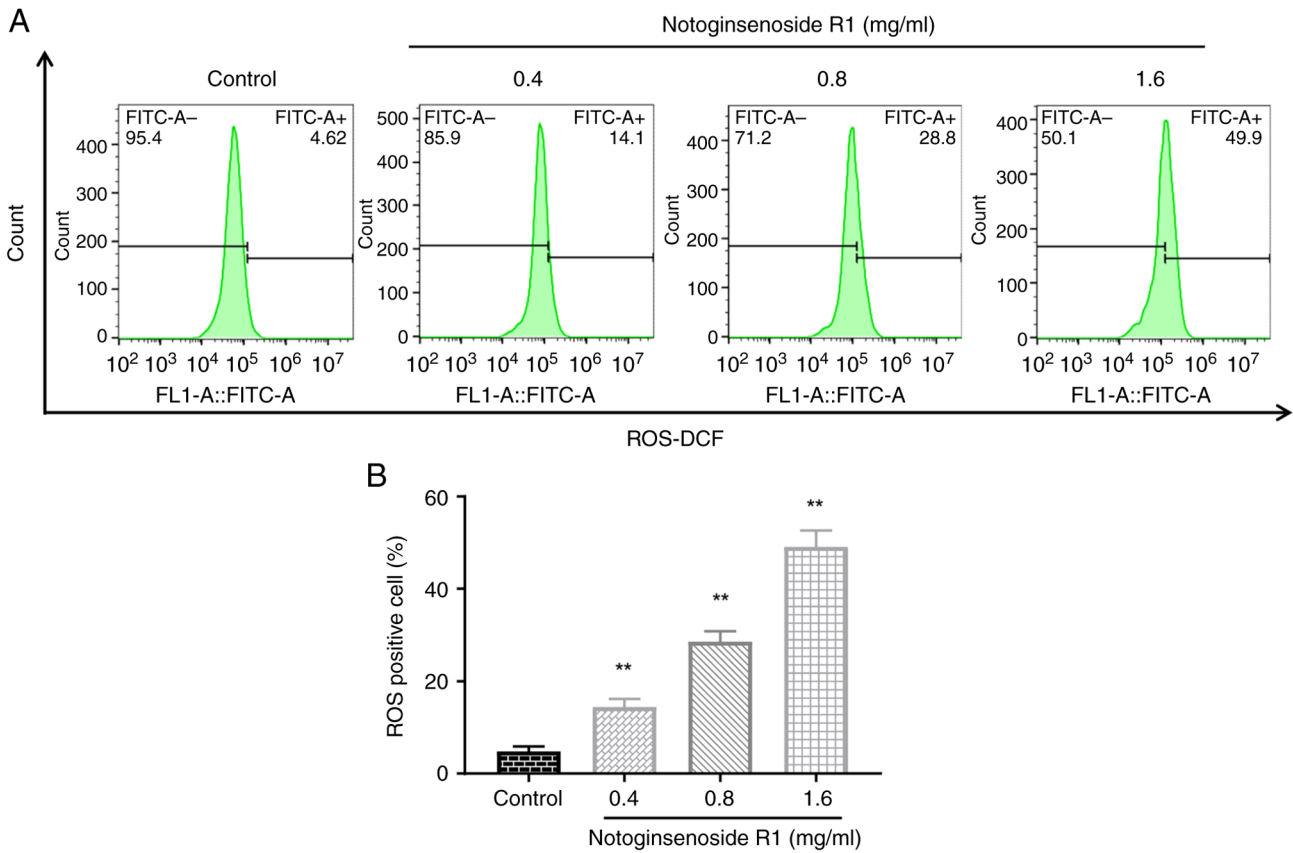 A
Notoginsenoside R1 (mg/ml)
Control 0.4 0.8 1.6
Count
FITC-A– FITC-A+
95.4 4.62
400
300
200
100
0
Count
10² 10³ 10⁴ 10⁵ 10⁶ 10⁷
FL1-A::FITC-A
FITC-A– FITC-A+
85.9 14.1
500
400
300
200
100
0
Count
10² 10³ 10⁴ 10⁵ 10⁶ 10⁷
FL1-A::FITC-A
FITC-A– FITC-A+
71.2 28.8
400
300
200
100
0
Count
10² 10³ 10⁴ 10⁵ 10⁶ 10⁷
FL1-A::FITC-A
FITC-A– FITC-A+
50.1 49.9
400
300
200
100
0
Count
10² 10³ 10⁴ 10⁵ 10⁶ 10⁷
FL1-A::FITC-A
ROS-DCF
B
ROS positive cell (%)
60
40
20
0
**
**
**
Control 0.4 0.8 1.6
Notoginsenoside R1 (mg/ml)